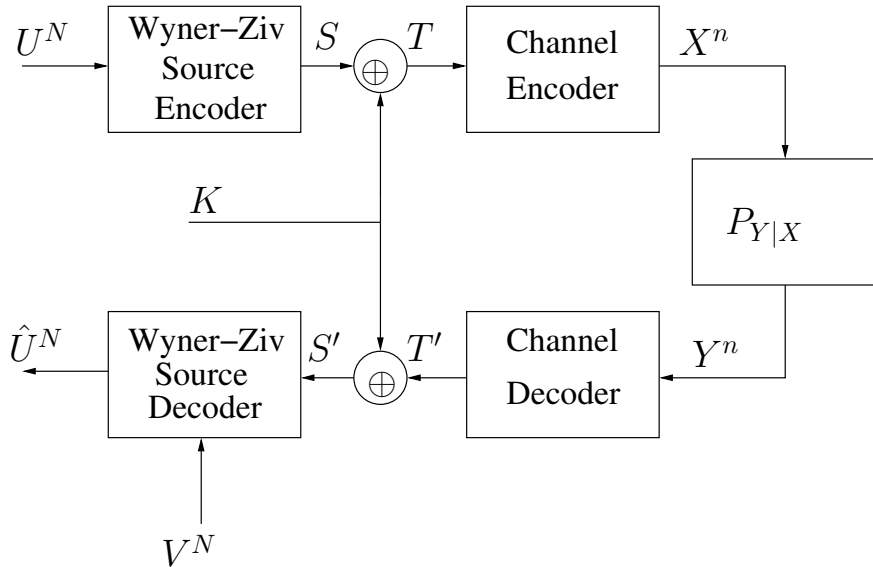 U^N
Wyner–Ziv
Source
Encoder
S
⊕
T
Channel
Encoder
X^n
K
P_{Y|X}
Û^N
Wyner–Ziv
Source
Decoder
S′
⊕
T′
Channel
Decoder
Y^n
V^N